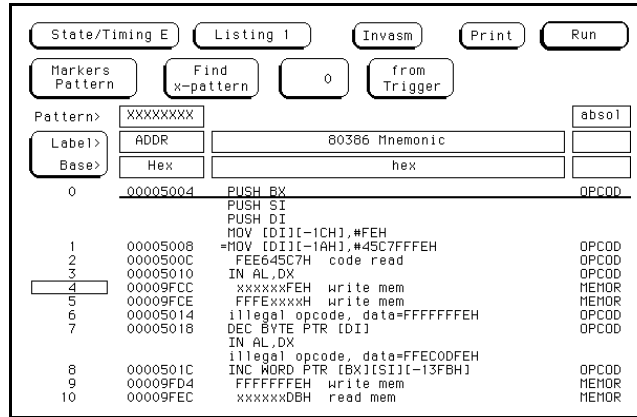 State/Timing E Listing 1 Invasm Print Run
Markers Pattern Find x-pattern 0 from Trigger
Pattern> XXXXXXXX absol
Label> ADDR 80386 Mnemonic
Base> Hex hex
0 00005004 PUSH BX OPCOD
PUSH SI
PUSH DI
MOV [DI][-1CH],#FEH
1 00005008 =MOV [DI][-1AH],#45C7FFFEH OPCOD
2 0000500C FEE645C7H code read OPCOD
3 00005010 IN AL,DX OPCOD
4 00009FCC xxxxxxFEH write mem MEMOR
5 00009FCE FFFExxxxH write mem MEMOR
6 00005014 illegal opcode, data=FFFFFFFEH OPCOD
7 00005018 DEC BYTE PTR [DI] OPCOD
IN AL,DX
illegal opcode, data=FFEC0DFEH
8 0000501C INC WORD PTR [BX][SI][-13FBH] OPCOD
9 00009FD4 FFFFFFFEH write mem MEMOR
10 00009FEC xxxxxxDBH read mem MEMOR